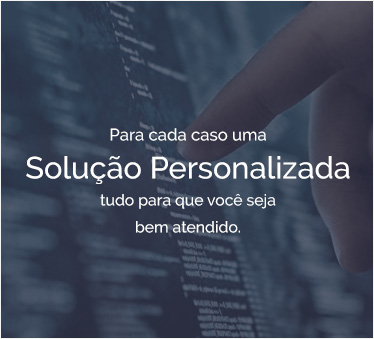 Para cada caso uma
Solução Personalizada
tudo para que você seja
bem atendido.